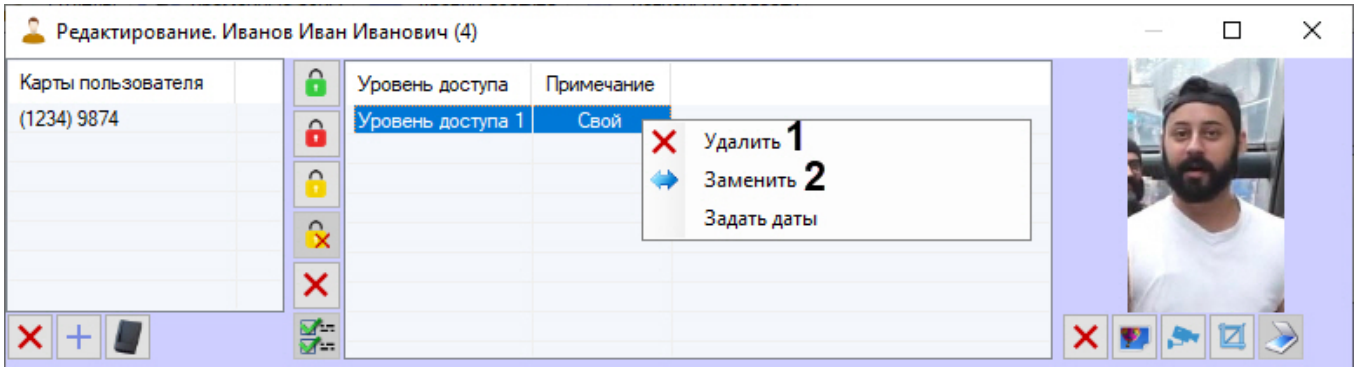 Редактирование. Иванов Иван Иванович (4)
Карты пользователя
(1234) 9874
Уровень доступа Примечание
Уровень доступа 1 Свой
Удалить 1
Заменить 2
Задать даты